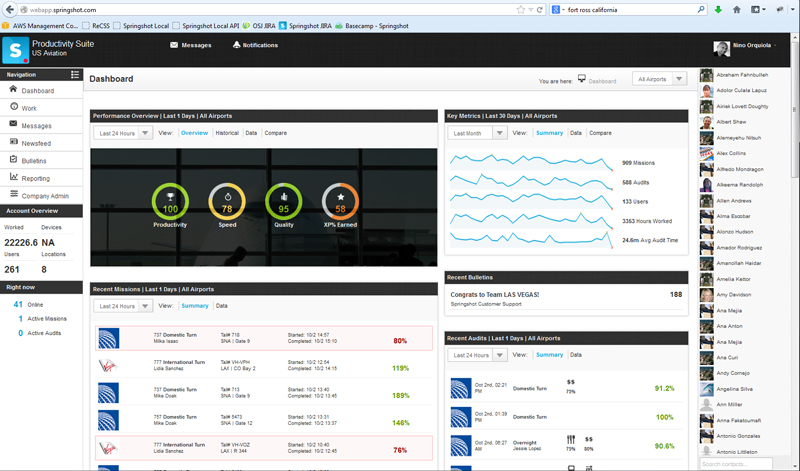 webapp.springshot.com
fort ross california
AWS Management Co...
ReCSS
Springshot Local
Springshot Local API
OSJ JIRA
Springshot JIRA
Basecamp - Springshot
S
Productivity Suite
US Aviation
Messages
Notifications
Nino Orquiola
Navigation
Dashboard
Work
Messages
Newsfeed
Bulletins
Reporting
Company Admin
Account Overview
Worked Devices
22226.6 NA
Users Locations
261 8
Right now
41 Online
1 Active Missions
0 Active Audits
Dashboard
You are here: Dashboard
All Airports
Performance Overview | Last 1 Days | All Airports
Last 24 Hours View: Overview Historical Data Compare
100 78 95 58
Productivity Speed Quality XP% Earned
Recent Missions | Last 1 Days | All Airports
Last 24 Hours View: Summary Data
737 Domestic Turn Tail# 718 Started: 10/2 14:57
Mike Isaac SNA | Gate 9 Completed: 10/2 15:10
80%
777 International Turn Tail# VH-VPH Started: 10/2 12:54
Lidia Sanchez LAX | CO Bay 2 Completed: 10/2 14:15
119%
737 Domestic Turn Tail# 713 Started: 10/2 13:40
Mike Doak SNA | Gate 9 Completed: 10/2 13:45
189%
757 Domestic Turn Tail# 5473 Started: 10/2 13:31
Mike Doak SNA | Gate 12 Completed: 10/2 13:37
146%
777 International Turn Tail# VH-VOZ Started: 10/2 10:40
Lidia Sanchez LAX | R 344 Completed: 10/2 12:45
76%
Key Metrics | Last 30 Days | All Airports
Last Month View: Summary Data Compare
909 Missions
588 Audits
133 Users
3353 Hours Worked
24.6m Avg Audit Time
Recent Bulletins
Congrats to Team LAS VEGAS! 188
Springshot Customer Support
Recent Audits | Last 1 Days | All Airports
Last 24 Hours View: Summary Data
Oct 2nd, 02:21 PM Domestic Turn $$ 75% 91.2%
Oct 2nd, 01:39 PM Domestic Turn 100%
Oct 2nd, 05:27 AM Overnight Jessie Lopez 75% $$ 80% 90.6%
Abraham Fahnbulleh
Adolor Culala Lapuz
Airiak Lovett Doughty
Albert Shaw
Alemeyehu Nibuh
Alex Collins
Alfredo Mondragon
Alkeema Randolph
Allen Andrews
Alma Escobar
Alonzo Hudson
Amador Rodriguez
Amanollah Haidar
Amelia Kettor
Amy Davidson
Ana Mejia
Ana Anton
Ana Mejia
Ana Curt
Andy Cornejo
Angelina Silva
Ann Miller
Anna Fakatoumafi
Antonio Gonzales
Antonio Littleton
Search contacts...